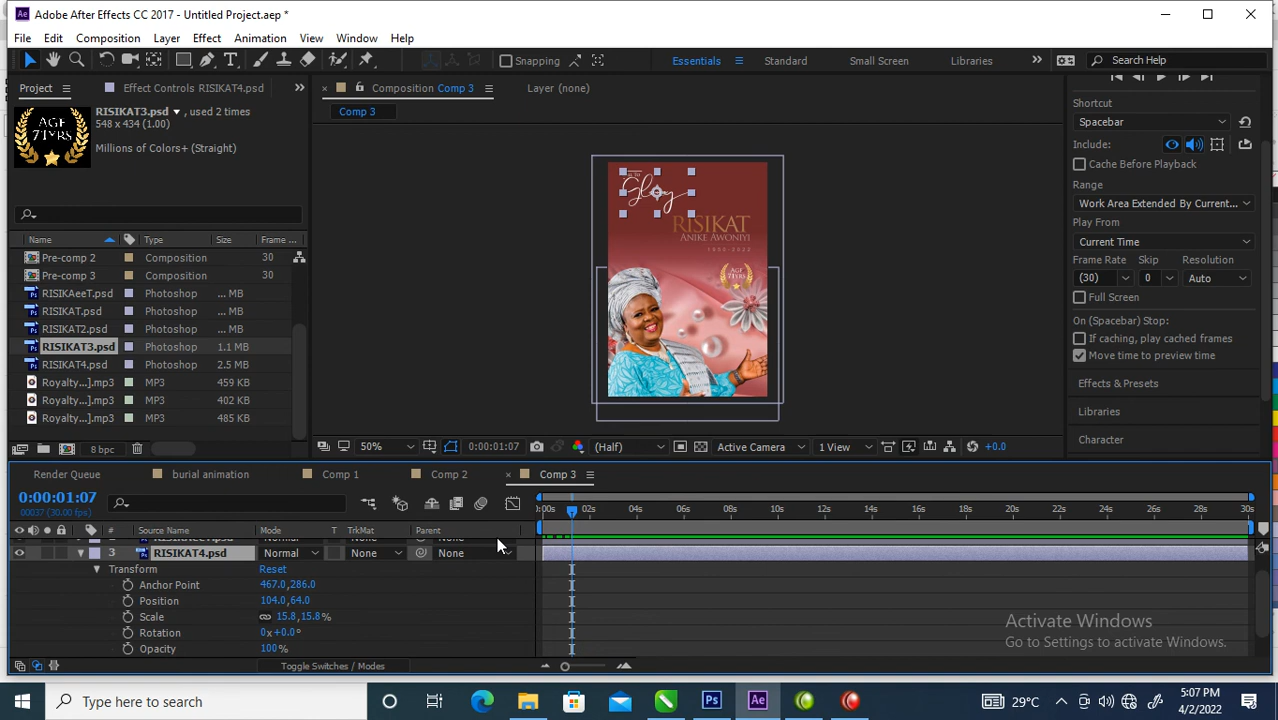 Adobe After Effects CC 2017 - Untitled Project.aep *
File Edit Composition Layer Effect Animation View Window Help
Snapping
Essentials Standard Small Screen Libraries
Search Help
Project
Effect Controls RISIKAT4.psd
Composition Comp 3
Layer (none)
Comp 3
RISIKAT3.psd , used 2 times
548 x 434 (1.00)
Millions of Colors+ (Straight)
AGE
71YRS
Name Type Size Frame ...
Pre-comp 2 Composition 30
Pre-comp 3 Composition 30
RISIKAeeT.psd Photoshop ... MB
RISIKAT.psd Photoshop ... MB
RISIKAT2.psd Photoshop ... MB
RISIKAT3.psd Photoshop 1.1 MB
RISIKAT4.psd Photoshop 2.5 MB
Royalty...].mp3 MP3 459 KB
Royalty...].mp3 MP3 402 KB
Royalty...].mp3 MP3 485 KB
8 bpc
Glory
RISIKAT
ANIKE AWONIYI
AGE
71YRS
50%
0:00:01:07
(Half)
Active Camera
1 View
+0.0
Shortcut
Spacebar
Include:
Cache Before Playback
Range
Work Area Extended By Current...
Play From
Current Time
Frame Rate Skip Resolution
(30) 0 Auto
Full Screen
On (Spacebar) Stop:
If caching, play cached frames
Move time to preview time
Effects & Presets
Libraries
Character
Render Queue
burial animation
Comp 1
Comp 2
Comp 3
0:00:01:07
00037 (30.00 fps)
:00s 02s 04s 06s 08s 10s 12s 14s 16s 18s 20s 22s 24s 26s 28s 30s
# Source Name Mode T TrkMat Parent
3 RISIKAT4.psd Normal None None
Transform Reset
Anchor Point 467.0,286.0
Position 104.0,64.0
Scale 15.8,15.8%
Rotation 0x+0.0°
Opacity 100%
Toggle Switches / Modes
Activate Windows
Go to Settings to activate Windows.
Type here to search
29°C
5:07 PM
4/2/2022